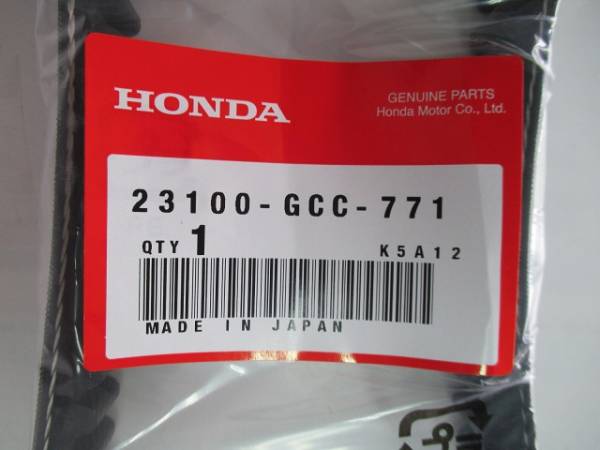 HONDA
GENUINE PARTS
Honda Motor Co., Ltd.
23100-GCC-771
QTY 1
K5A12
MADE IN JAPAN